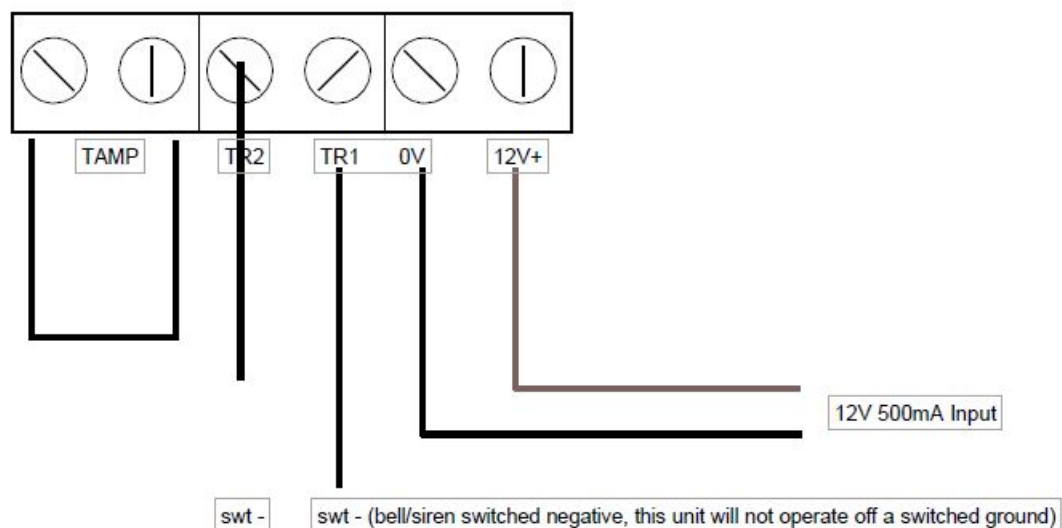 TAMP TR2 TR1 0V 12V+
12V 500mA Input
swt - swt - (bell/siren switched negative, this unit will not operate off a switched ground)